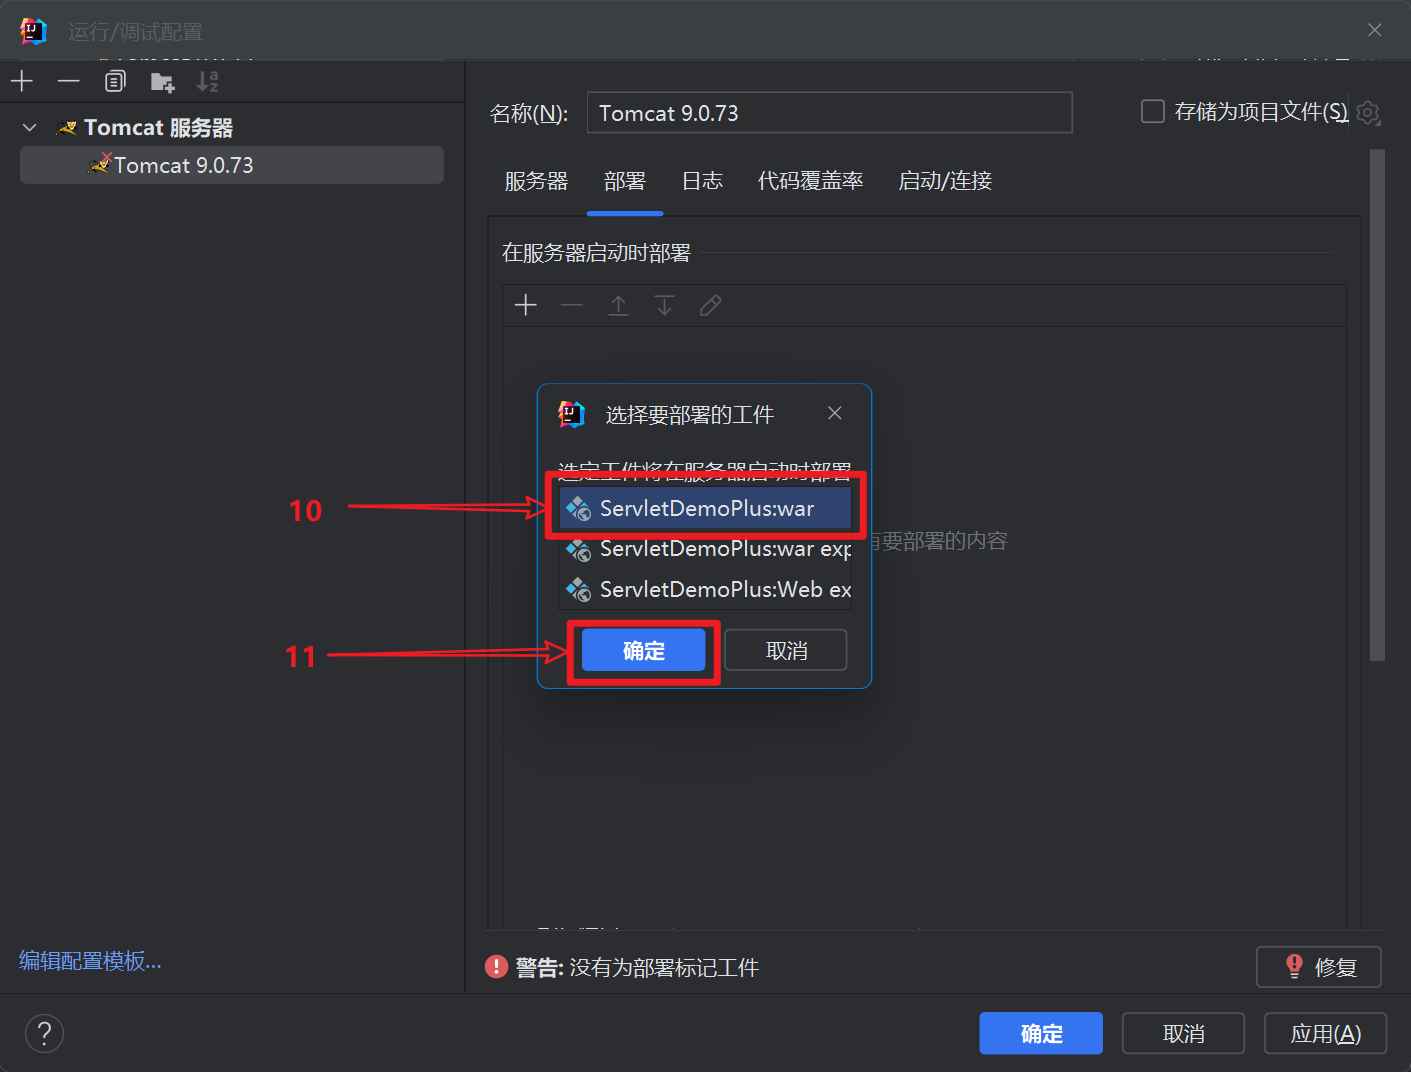 运行/调试配置
Tomcat 服务器
Tomcat 9.0.73
名称(N):
Tomcat 9.0.73
存储为项目文件(S)
服务器
部署
日志
代码覆盖率
启动/连接
在服务器启动时部署
选择要部署的工件
选定工件将在服务器启动时部署
10
ServletDemoPlus:war
ServletDemoPlus:war exp
ServletDemoPlus:Web ex
有要部署的内容
11
确定
取消
编辑配置模板...
警告: 没有为部署标记工件
修复
?
确定
取消
应用(A)